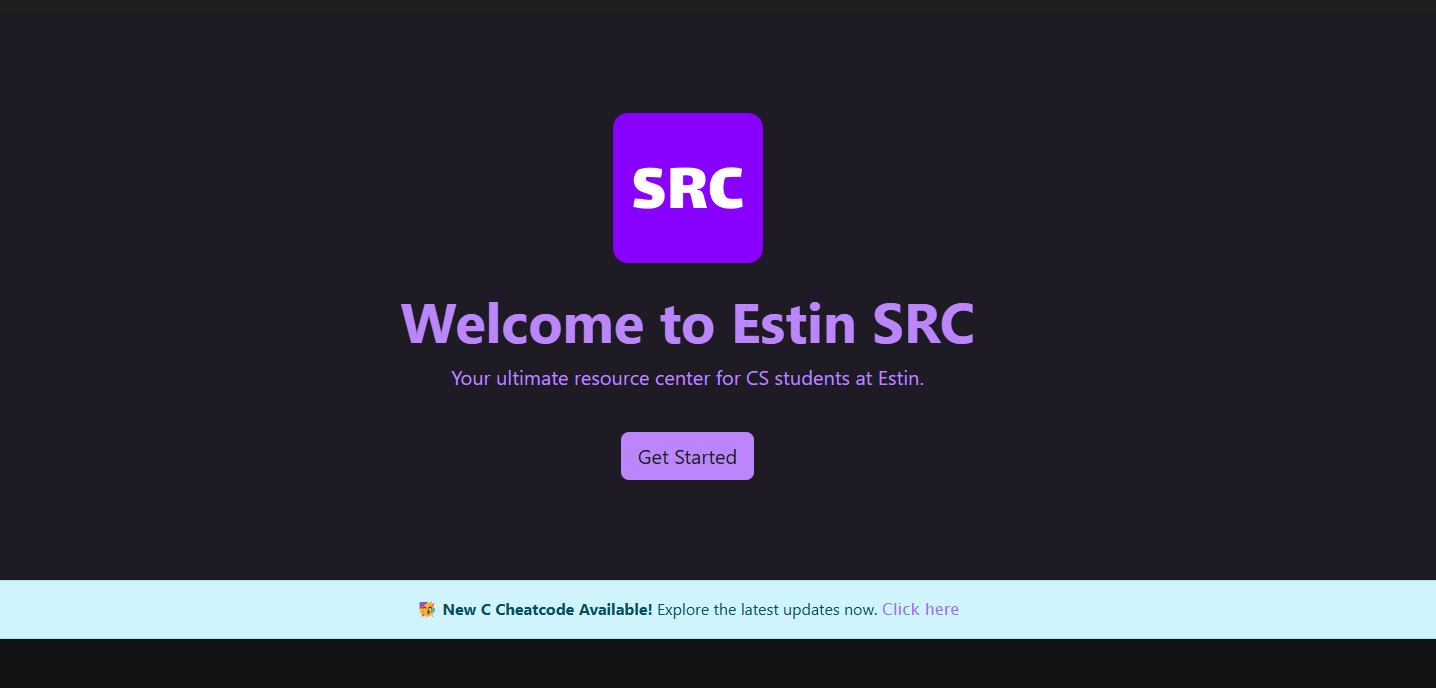 SRC
Welcome to Estin SRC
Your ultimate resource center for CS students at Estin.
Get Started
🥳 New C Cheatcode Available! Explore the latest updates now. Click here